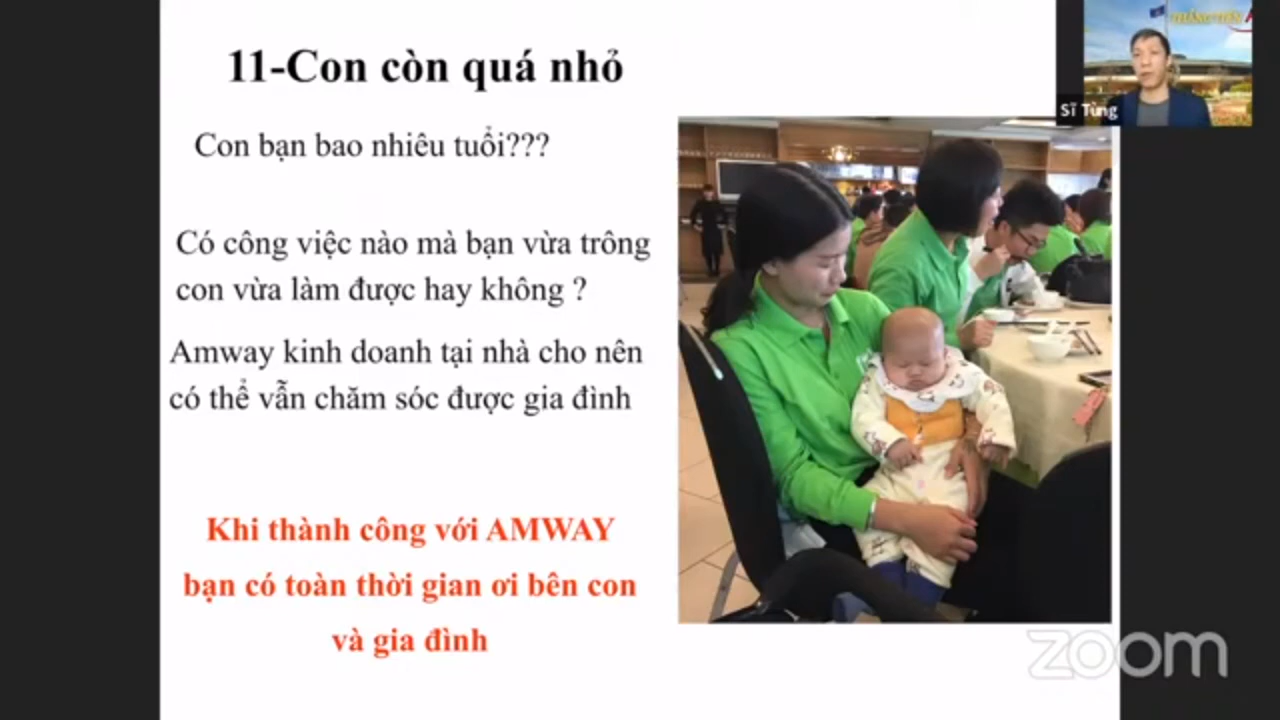 11-Con còn quá nhỏ
Con bạn bao nhiêu tuổi???
Có công việc nào mà bạn vừa trông
con vừa làm được hay không ?
Amway kinh doanh tại nhà cho nên
có thể vẫn chăm sóc được gia đình
Khi thành công với AMWAY
bạn có toàn thời gian ơi bên con
và gia đình
THẲNG TIẾN
Sĩ Tùng
zoom